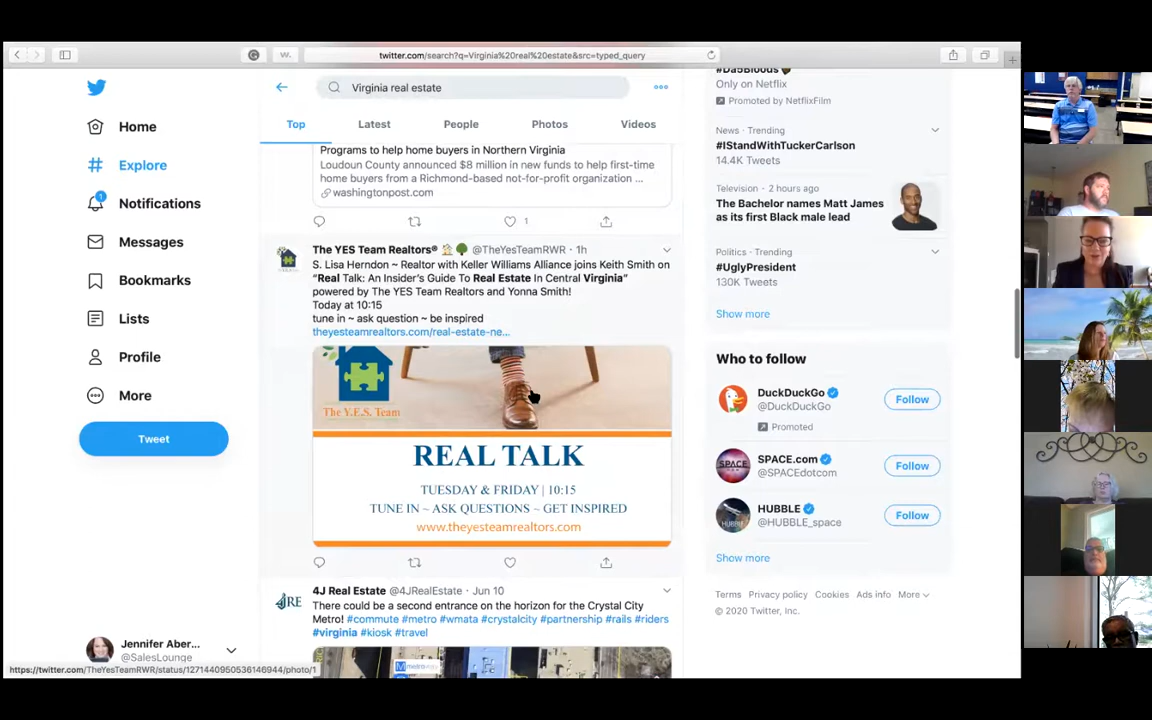 twitter.com/search?q=Virginia%20real%20estate&src=typed_query
W.
Home
Explore
1
Notifications
Messages
Bookmarks
Lists
Profile
More
Tweet
Jennifer Aber...
@SalesLounge
https://twitter.com/TheYesTeamRWR/status/1271440950536146944/photo/1
Virginia real estate
Top
Latest
People
Photos
Videos
Programs to help home buyers in Northern Virginia
Loudoun County announced $8 million in new funds to help first-time
home buyers from a Richmond-based not-for-profit organization ...
washingtonpost.com
1
The YES Team Realtors® @TheYesTeamRWR · 1h
S. Lisa Herndon ~ Realtor with Keller Williams Alliance joins Keith Smith on
"Real Talk: An Insider's Guide To Real Estate In Central Virginia"
powered by The YES Team Realtors and Yonna Smith!
Today at 10:15
tune in ~ ask question ~ be inspired
theyesteamrealtors.com/real-estate-ne...
The Y.E.S. Team
REAL TALK
TUESDAY & FRIDAY | 10:15
TUNE IN ~ ASK QUESTIONS ~ GET INSPIRED
www.theyesteamrealtors.com
4J Real Estate @4JRealEstate · Jun 10
JRE
There could be a second entrance on the horizon for the Crystal City
Metro! #commute #metro #wmata #crystalcity #partnership #rails #riders
#virginia #kiosk #travel
#Da5Bloods
Only on Netflix
Promoted by NetflixFilm
News · Trending
#IStandWithTuckerCarlson
14.4K Tweets
Television · 2 hours ago
The Bachelor names Matt James
as its first Black male lead
Politics · Trending
#UglyPresident
130K Tweets
Show more
Who to follow
DuckDuckGo
@DuckDuckGo
Follow
Promoted
SPACE.com
@SPACEdotcom
Follow
SPACE
HUBBLE
@HUBBLE_space
Follow
HUBBLE
Show more
Terms Privacy policy Cookies Ads info More
© 2020 Twitter, Inc.